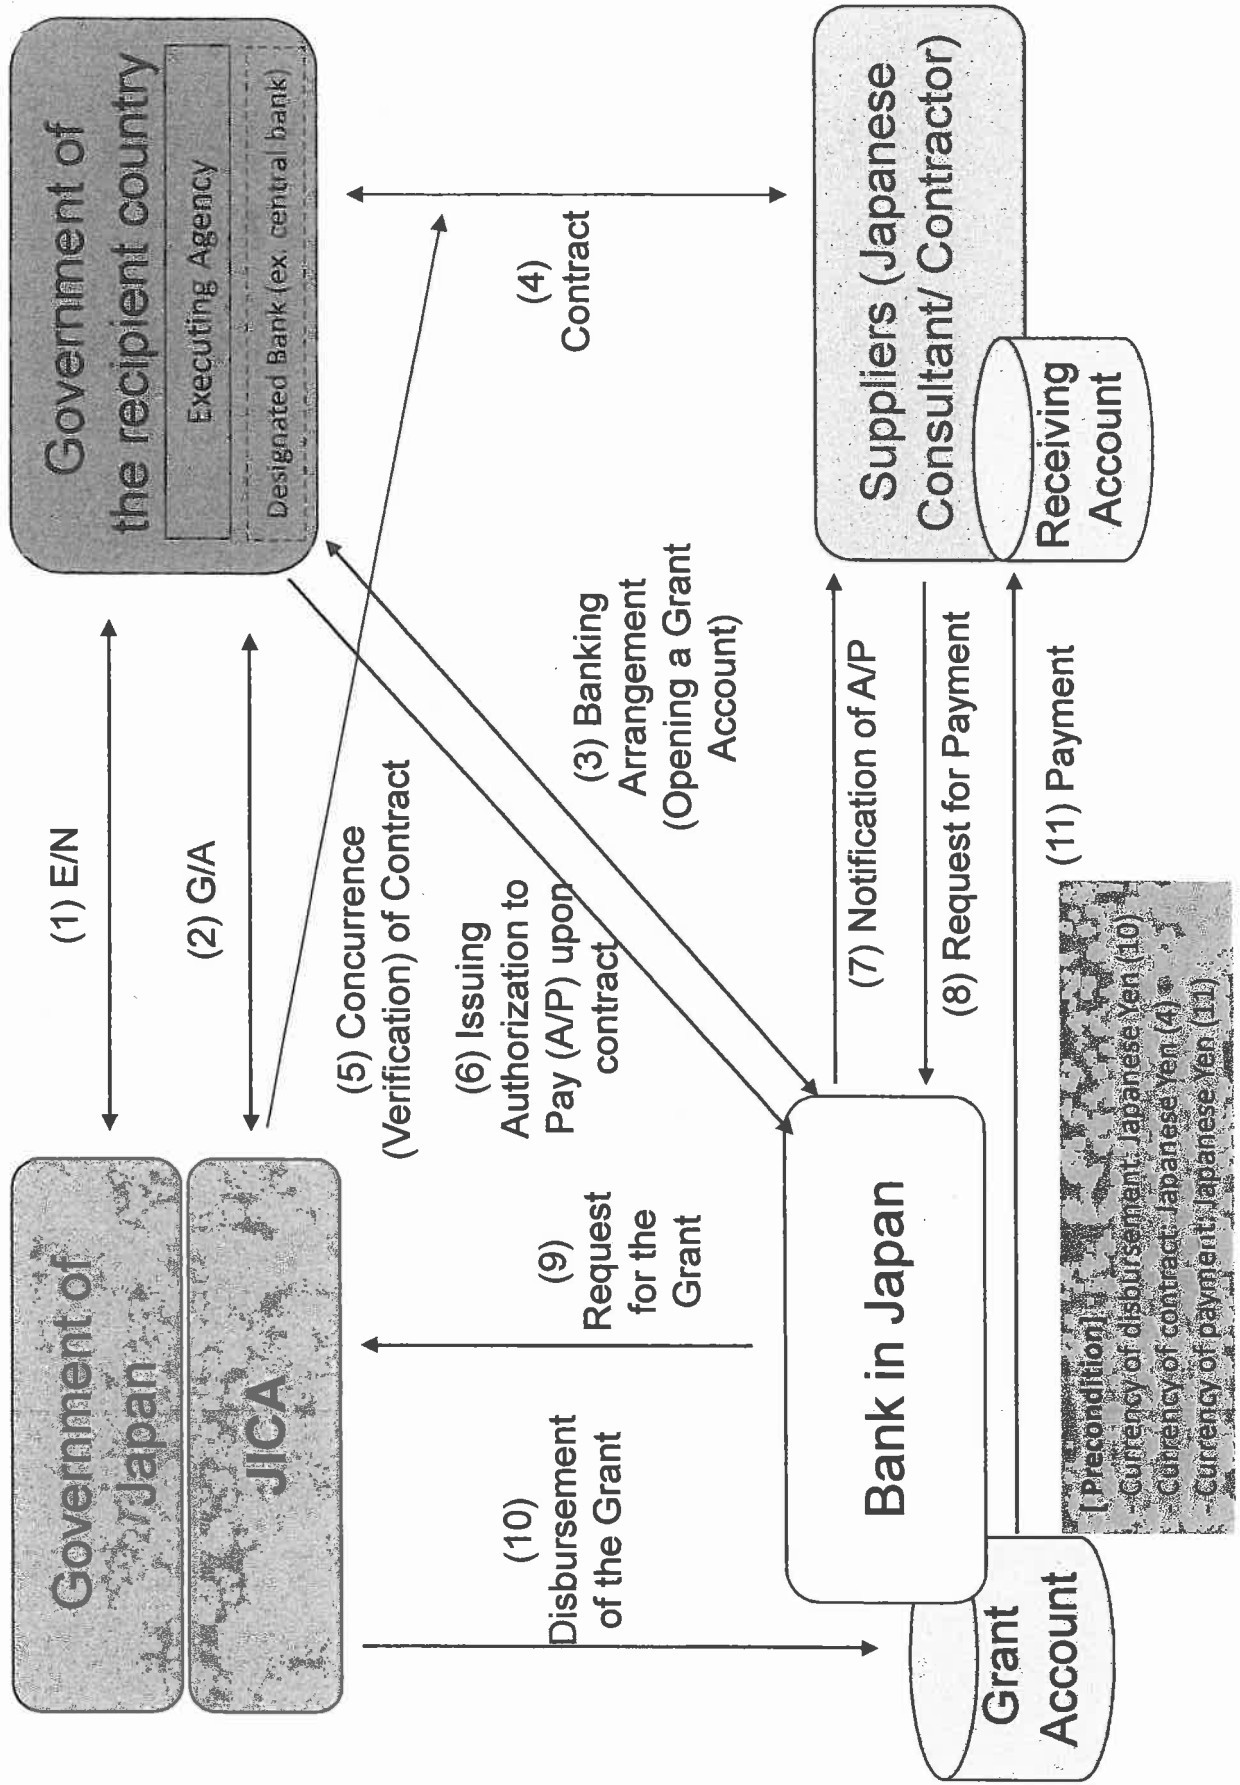 Government of
Japan
JICA
(1) E/N
(2) G/A
Government of
the recipient country
Executing Agency
Designated Bank (ex. central bank)
(5) Concurrence
(Verification) of Contract
(6) Issuing
Authorization to
Pay (A/P) upon
contract
(3) Banking
Arrangement
(Opening a Grant
Account)
(4)
Contract
(9)
Request
for the
Grant
(10)
Disbursement
of the Grant
Bank in Japan
Grant
Account
(7) Notification of A/P
(8) Request for Payment
(11) Payment
Suppliers (Japanese
Consultant/ Contractor)
Receiving
Account
[Precondition]
- Currency of disbursement: Japanese Yen (10)
- Currency of contract: Japanese Yen (4)
- Currency of payment: Japanese Yen (11)